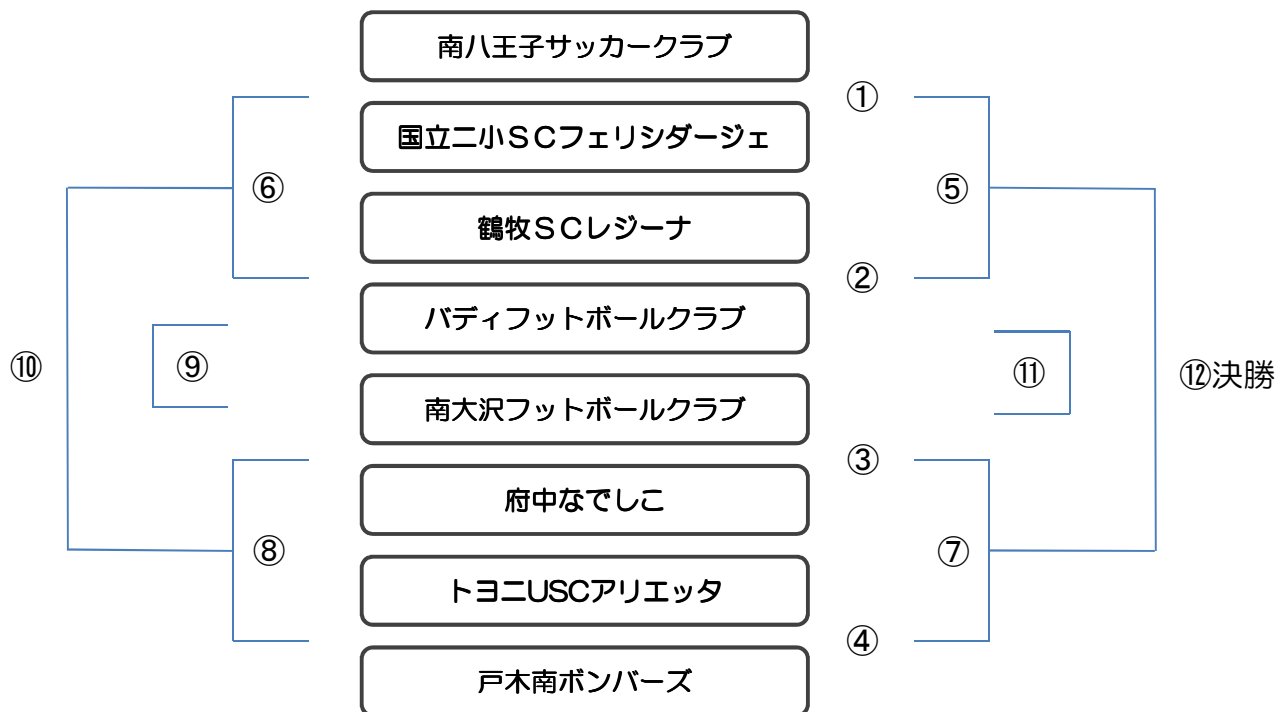 南八王子サッカークラブ
①
国立二小ＳＣフェリシダージェ
⑥
⑤
鶴牧ＳＣレジーナ
②
バディフットボールクラブ
⑩
⑨
⑪
⑫決勝
南大沢フットボールクラブ
③
府中なでしこ
⑧
⑦
トヨニUSCアリエッタ
④
戸木南ボンバーズ